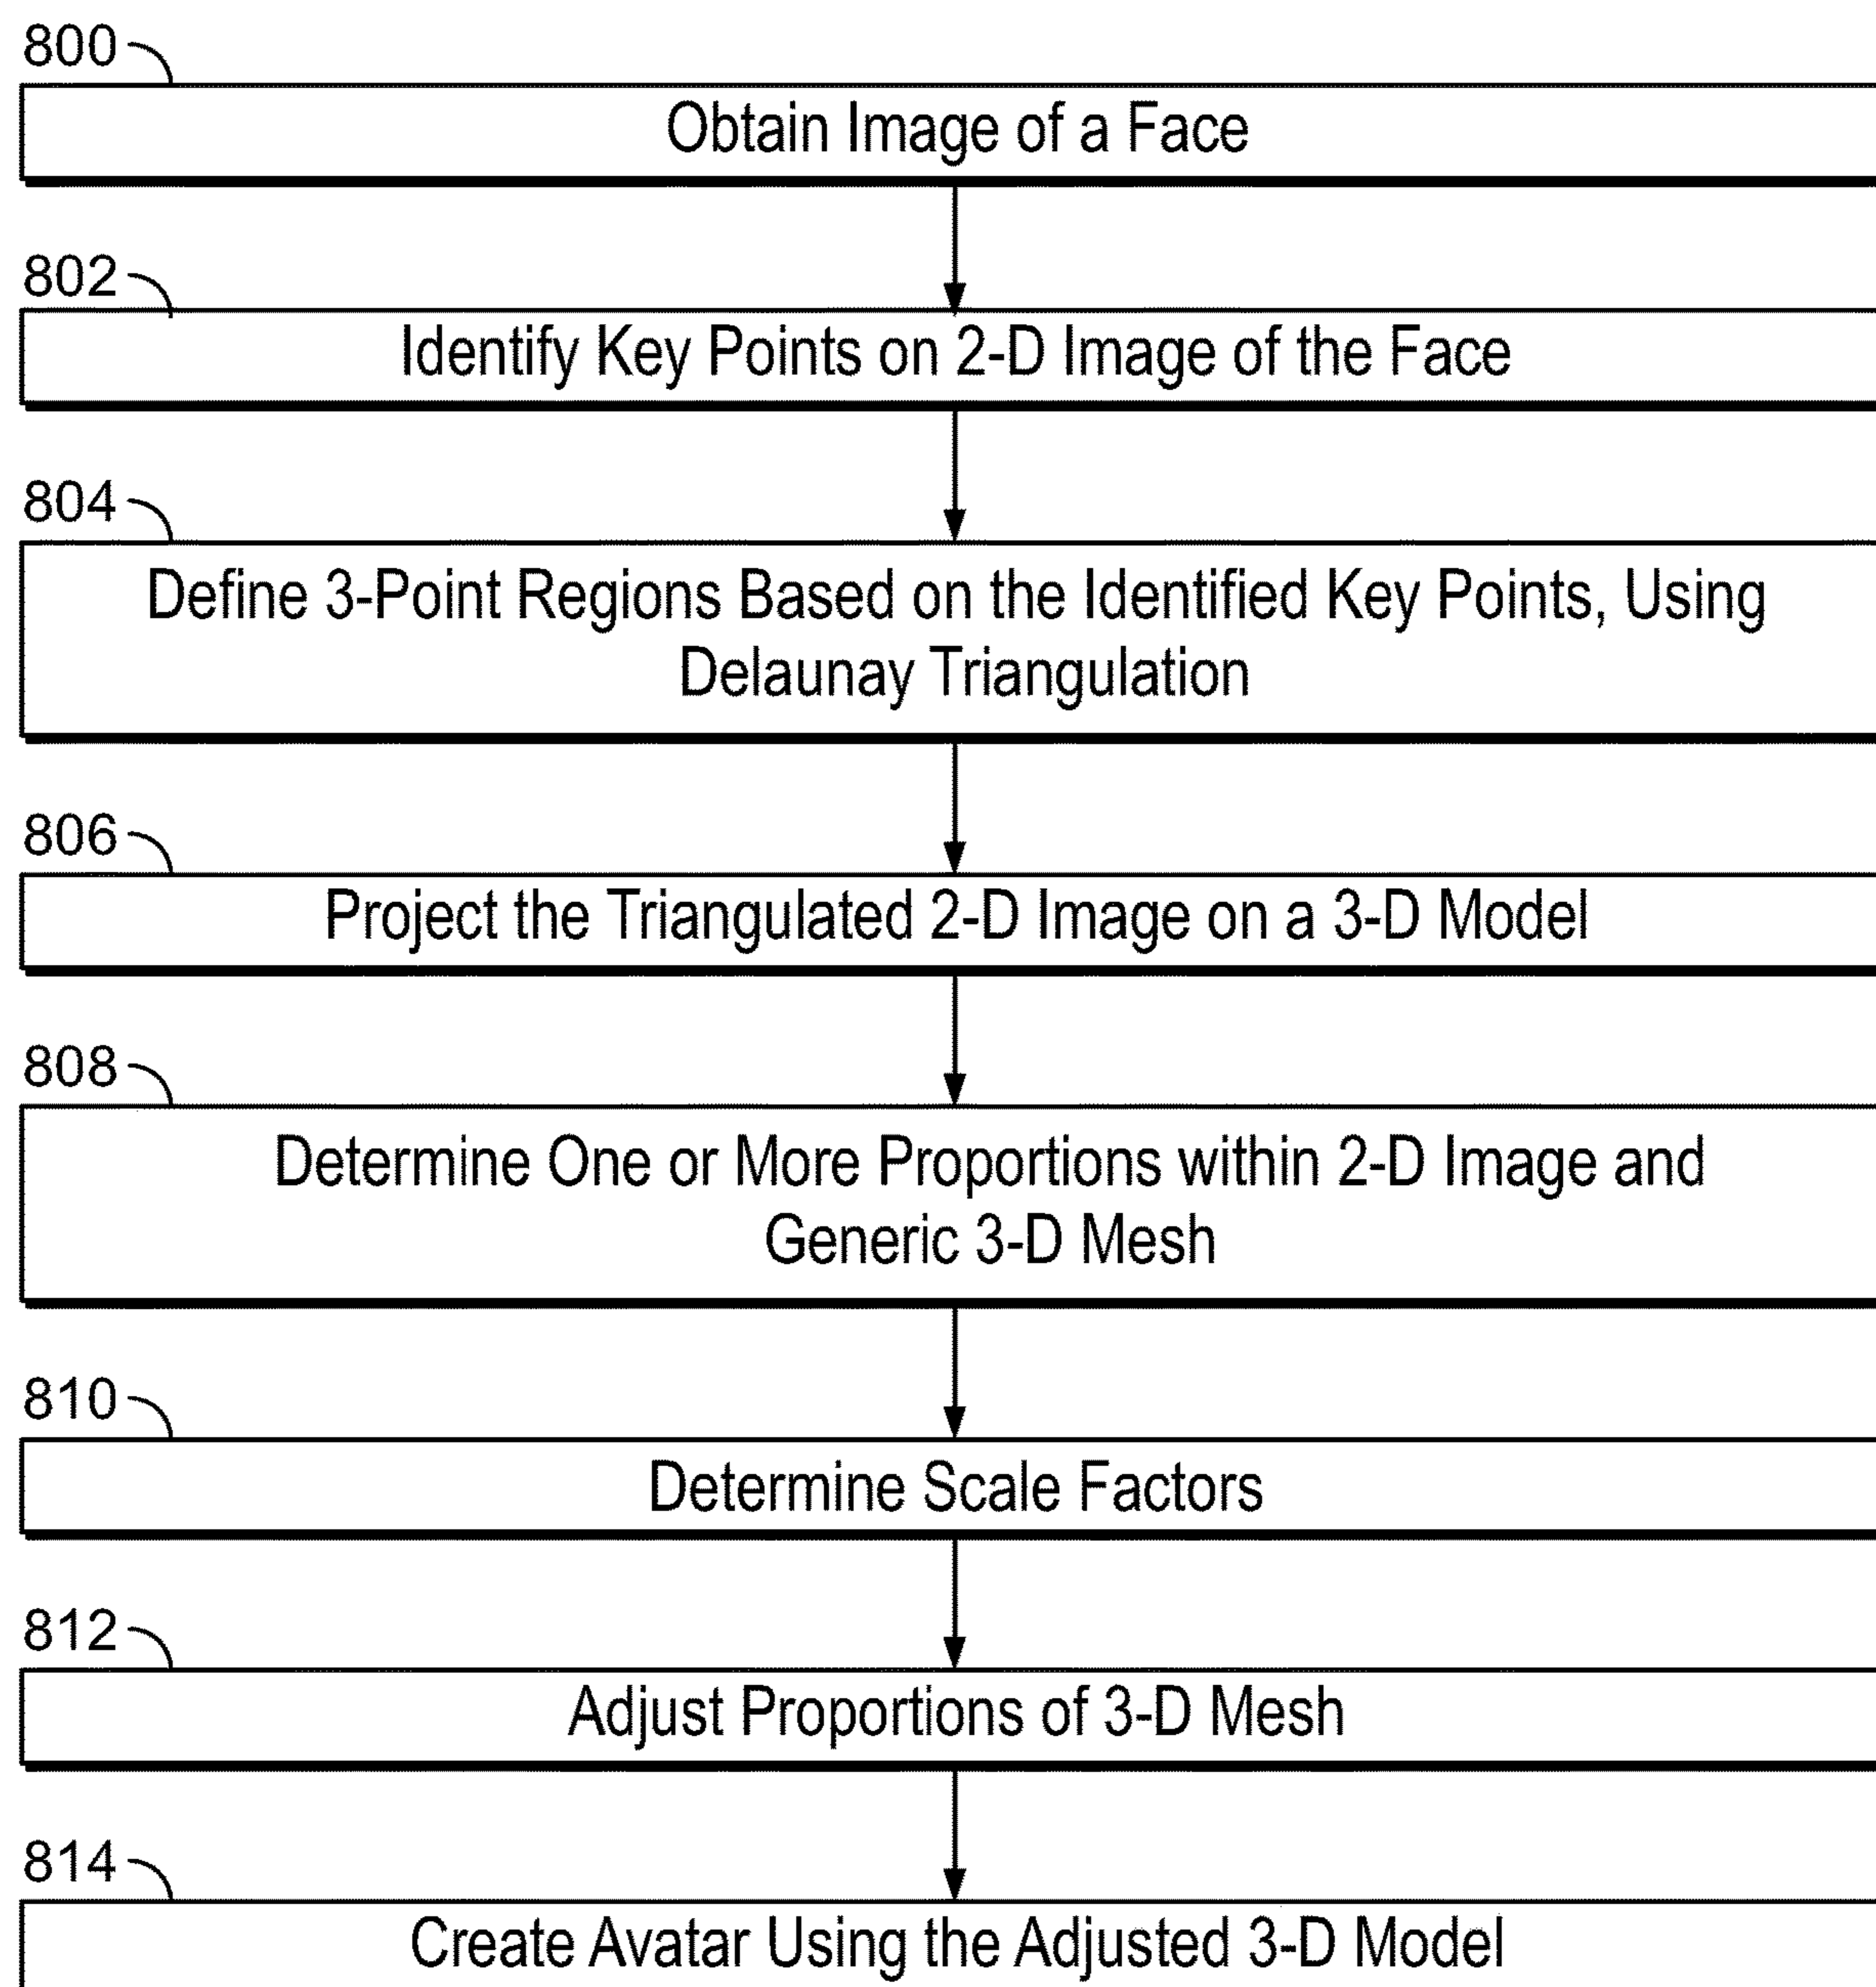 800
Obtain Image of a Face
802
Identify Key Points on 2-D Image of the Face
804
Define 3-Point Regions Based on the Identified Key Points, Using
Delaunay Triangulation
806
Project the Triangulated 2-D Image on a 3-D Model
808
Determine One or More Proportions within 2-D Image and
Generic 3-D Mesh
810
Determine Scale Factors
812
Adjust Proportions of 3-D Mesh
814
Create Avatar Using the Adjusted 3-D Model